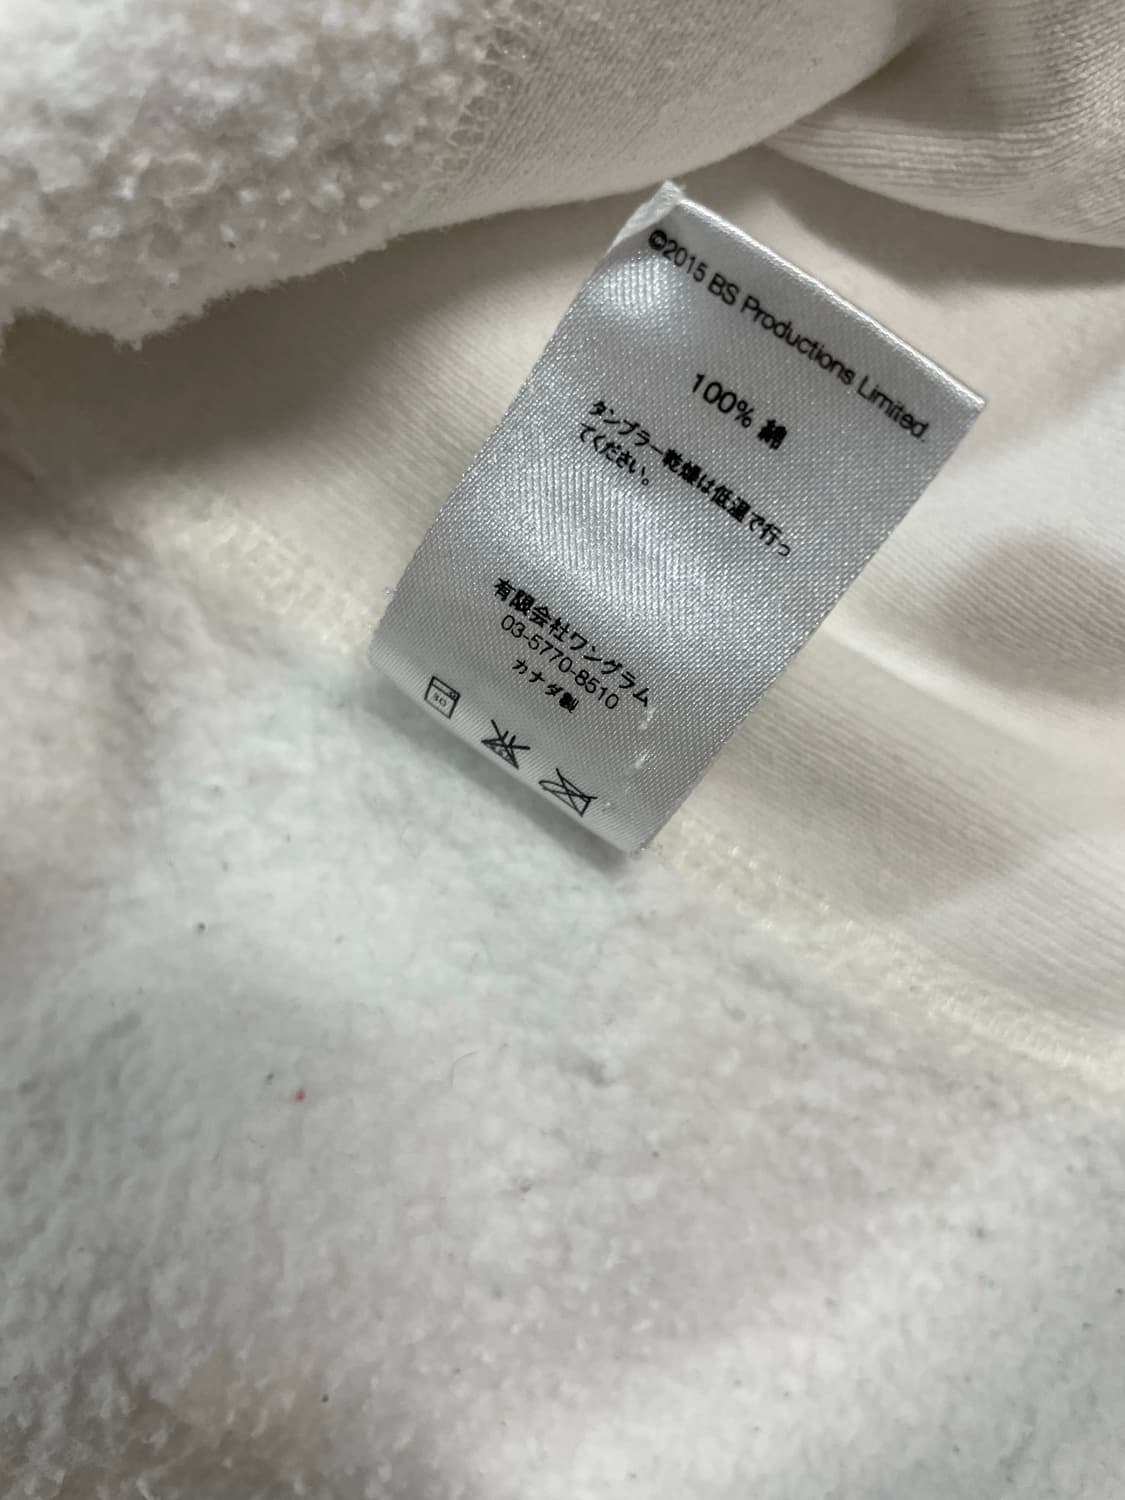 ©2015 BS Productions Limited.
100% 綿
タンブラー乾燥は低温で行っ
てください。
有限会社ワングラム
03-5770-8510
カナダ製